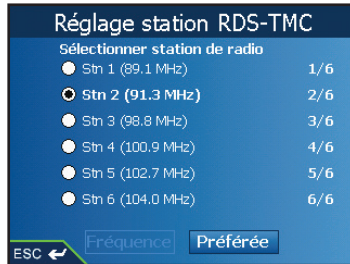 Réglage station RDS-TMC
Sélectionner station de radio
Stn 1 (89.1 MHz) 1/6
Stn 2 (91.3 MHz) 2/6
Stn 3 (98.8 MHz) 3/6
Stn 4 (100.9 MHz) 4/6
Stn 5 (102.7 MHz) 5/6
Stn 6 (104.0 MHz) 6/6
Fréquence Préférée
ESC